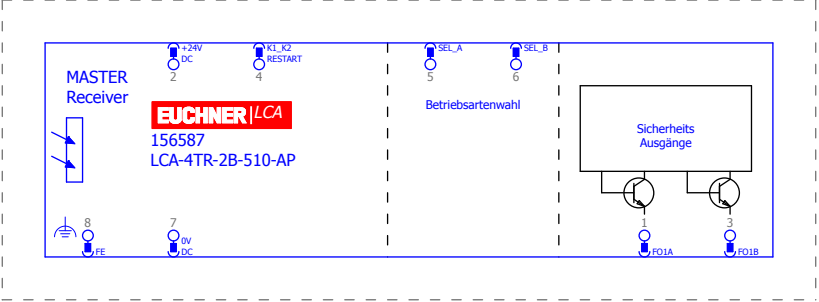 +24V
DC
2
K1_K2
RESTART
4
SEL_A
5
SEL_B
6
MASTER
Receiver
EUCHNER LCA
156587
LCA-4TR-2B-510-AP
Betriebsartenwahl
Sicherheits
Ausgänge
8
FE
7
0V
DC
1
FO1A
3
FO1B